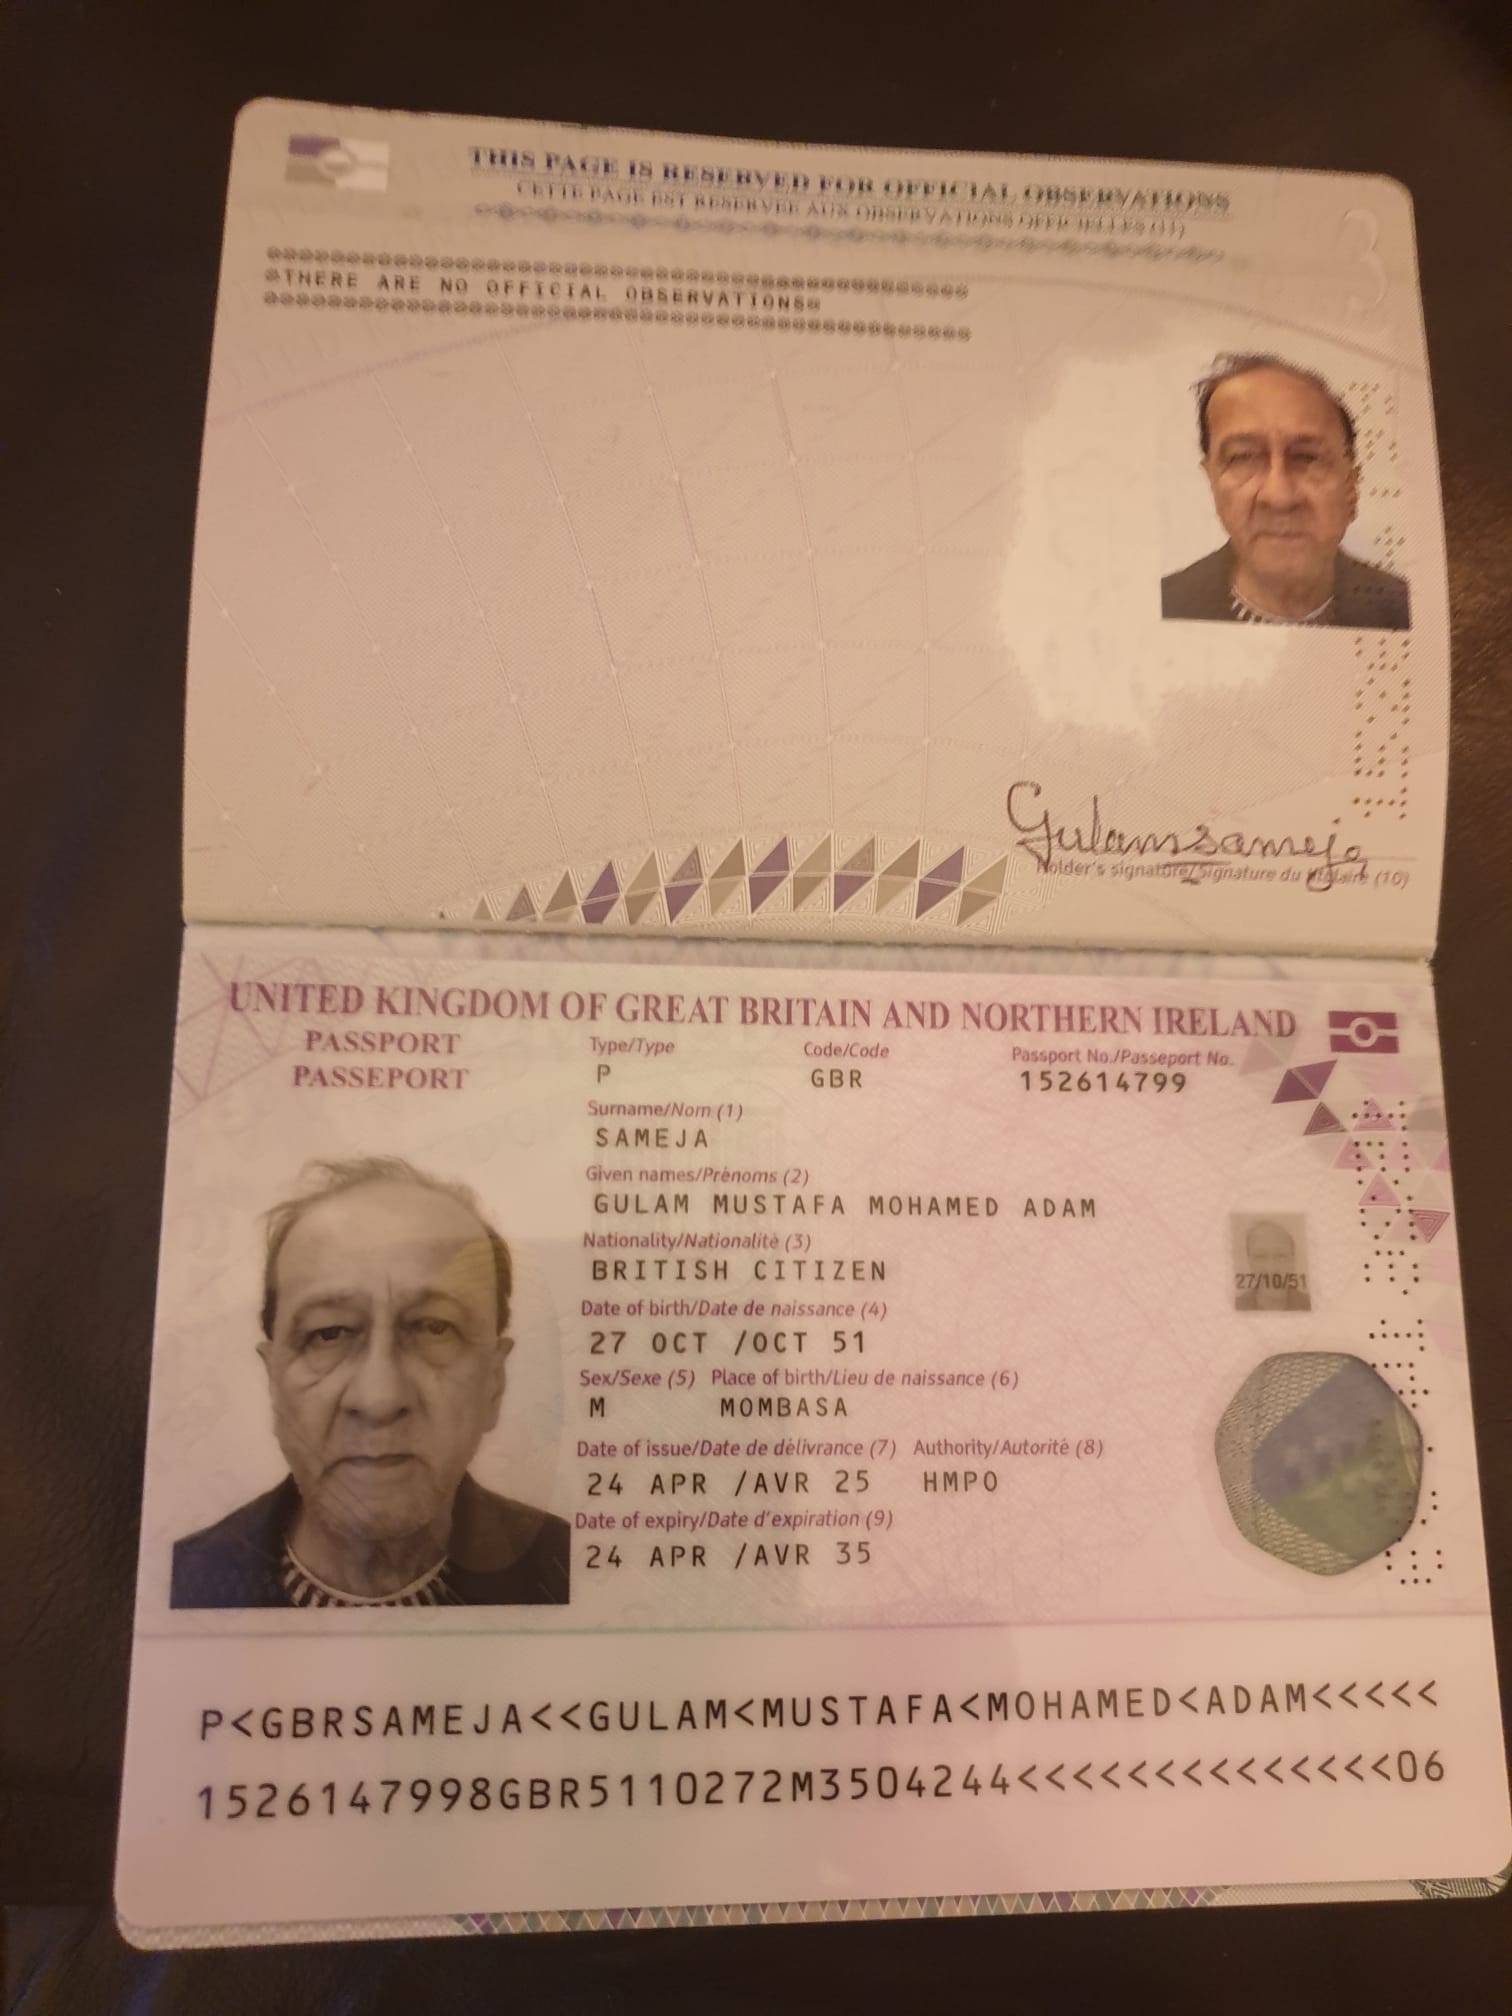 THIS PAGE IS RESERVED FOR OFFICIAL OBSERVATIONS
CETTE PAGE EST RESERVEE AUX OBSERVATIONS OFFICIELLES (11)
THERE ARE NO OFFICIAL OBSERVATIONS
3
Gulamsameja
Holder's signature/Signature du titulaire (10)
UNITED KINGDOM OF GREAT BRITAIN AND NORTHERN IRELAND
PASSPORT
PASSEPORT
Type/Type Code/Code Passport No./Passeport No.
P GBR 152614799
Surname/Nom (1)
SAMEJA
Given names/Prénoms (2)
GULAM MUSTAFA MOHAMED ADAM
Nationality/Nationalité (3)
BRITISH CITIZEN
27/10/51
Date of birth/Date de naissance (4)
27 OCT /OCT 51
Sex/Sexe (5) Place of birth/Lieu de naissance (6)
M MOMBASA
Date of issue/Date de délivrance (7) Authority/Autorité (8)
24 APR /AVR 25 HMPO
Date of expiry/Date d'expiration (9)
24 APR /AVR 35
P<GBRSAMEJA<<GULAM<MUSTAFA<MOHAMED<ADAM<<<<<
1526147998GBR5110272M3504244<<<<<<<<<<<<<<06